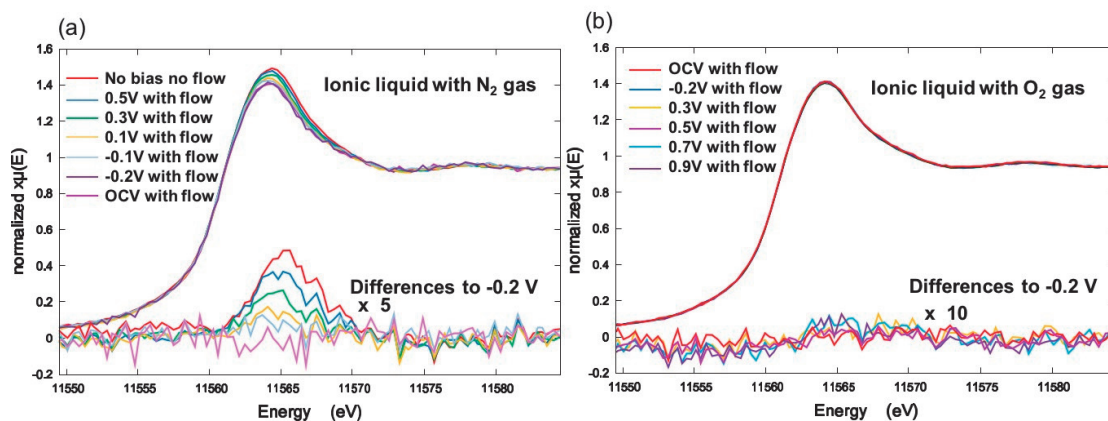 (a)
normalized xμ(E)
1.6
1.4
1.2
1
0.8
0.6
0.4
0.2
0
-0.2
No bias no flow
0.5V with flow
0.3V with flow
0.1V with flow
-0.1V with flow
-0.2V with flow
OCV with flow
Ionic liquid with N2 gas
Differences to -0.2 V
x 5
11550
11555
11560
11565
11570
11575
11580
Energy (eV)
(b)
normalized xμ(E)
1.6
1.4
1.2
1
0.8
0.6
0.4
0.2
0
-0.2
OCV with flow
-0.2V with flow
0.3V with flow
0.5V with flow
0.7V with flow
0.9V with flow
Ionic liquid with O2 gas
Differences to -0.2 V
x 10
11550
11555
11560
11565
11570
11575
11580
Energy (eV)